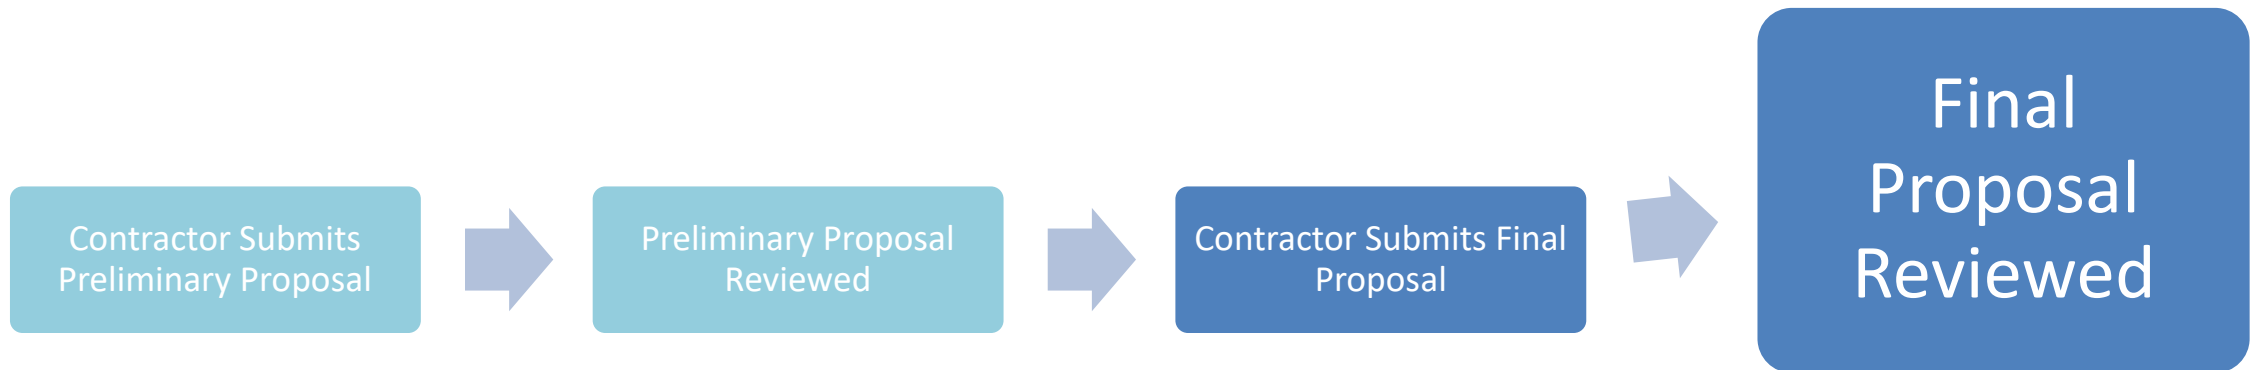 Contractor Submits
Preliminary Proposal
Preliminary Proposal
Reviewed
Contractor Submits Final
Proposal
Final
Proposal
Reviewed